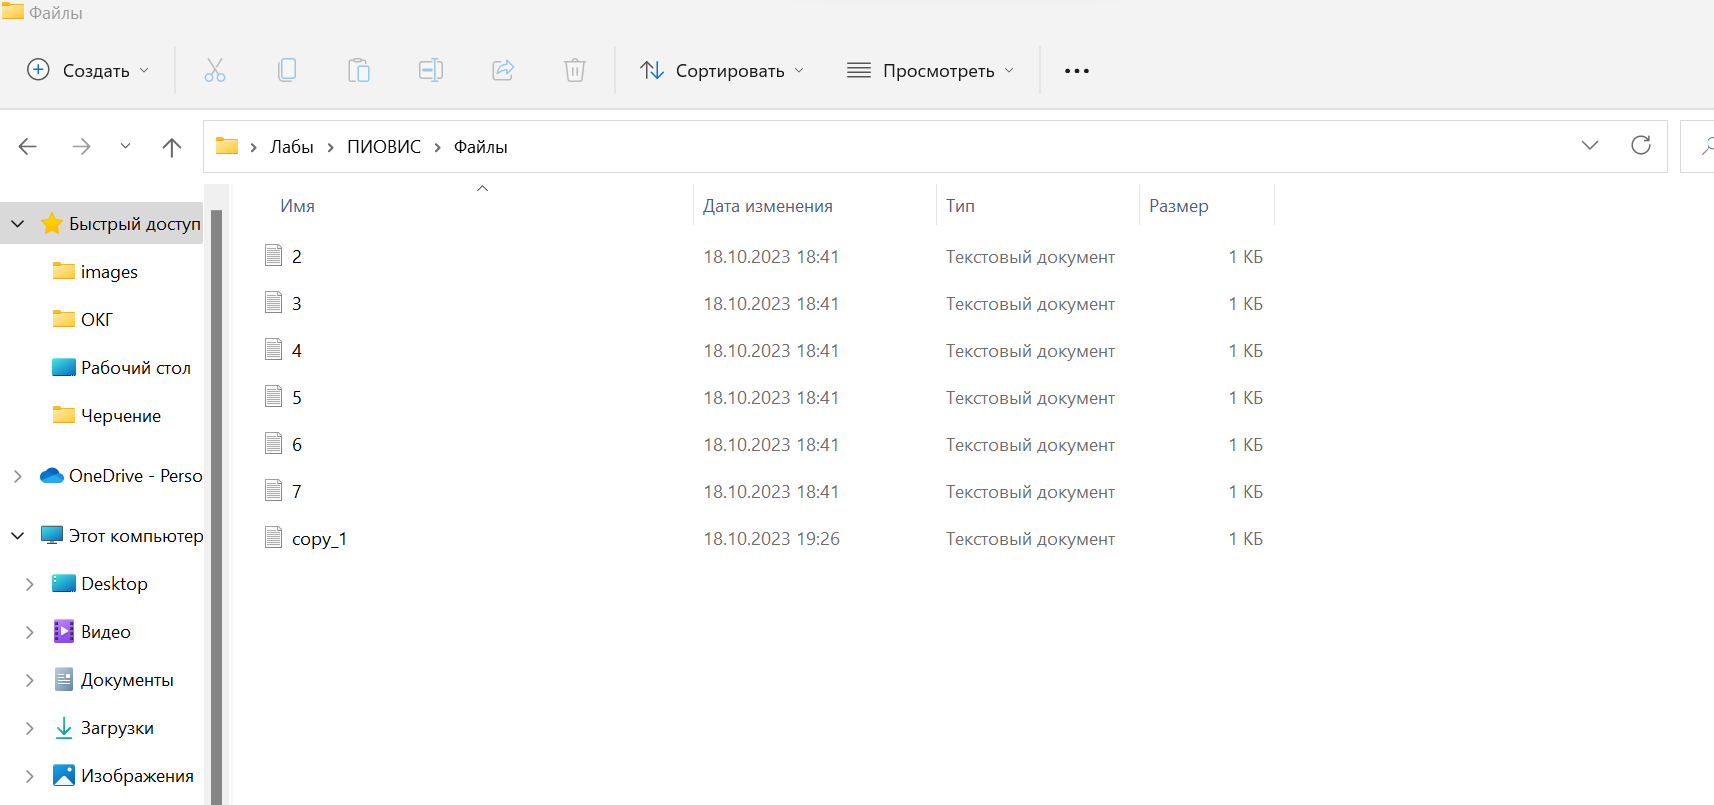 Файлы
Создать
Сортировать
Просмотреть
Лабы
ПИОВИС
Файлы
Имя
Дата изменения
Тип
Размер
Быстрый доступ
images
ОКГ
Рабочий стол
Черчение
OneDrive - Perso
Этот компьютер
Desktop
Видео
Документы
Загрузки
Изображения
2 18.10.2023 18:41 Текстовый документ 1 КБ
3 18.10.2023 18:41 Текстовый документ 1 КБ
4 18.10.2023 18:41 Текстовый документ 1 КБ
5 18.10.2023 18:41 Текстовый документ 1 КБ
6 18.10.2023 18:41 Текстовый документ 1 КБ
7 18.10.2023 18:41 Текстовый документ 1 КБ
copy_1 18.10.2023 19:26 Текстовый документ 1 КБ